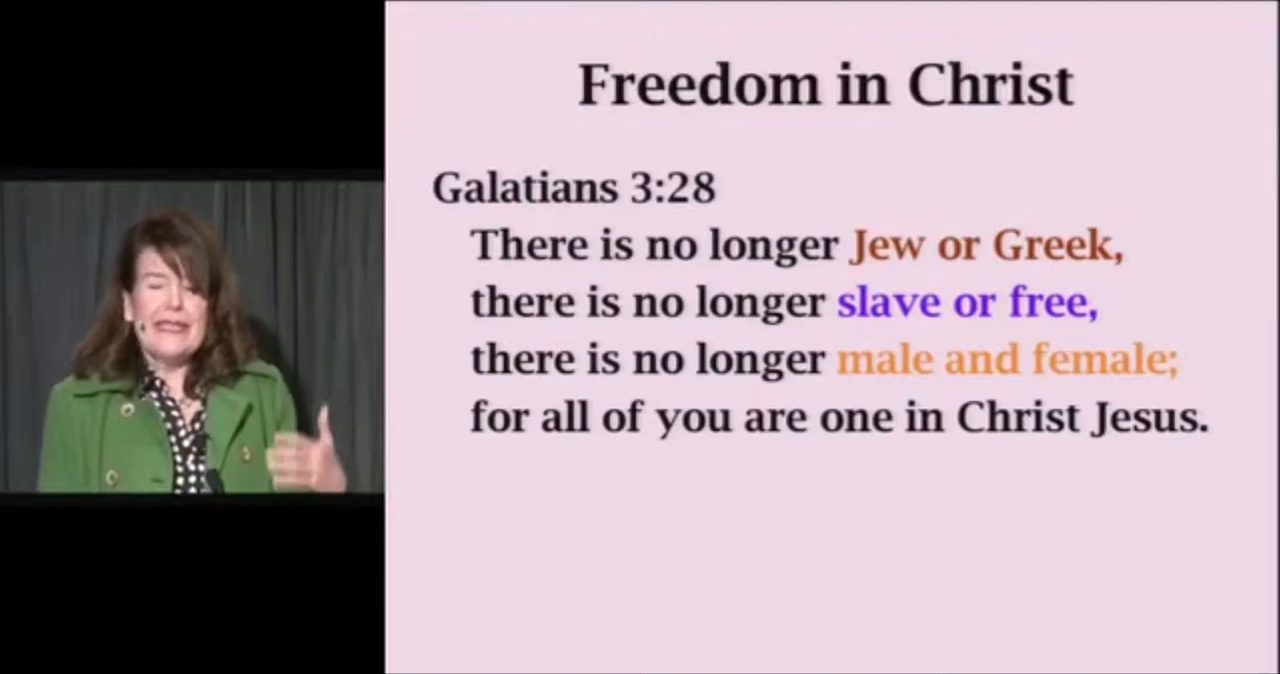 Freedom in Christ
Galatians 3:28
There is no longer Jew or Greek,
there is no longer slave or free,
there is no longer male and female;
for all of you are one in Christ Jesus.